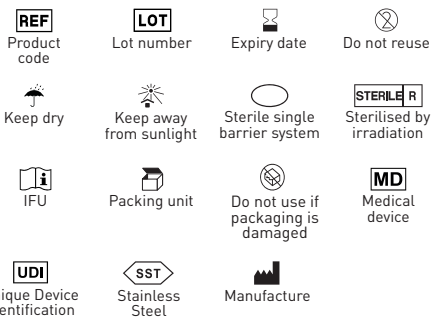 REF
LOT
Product
code
Lot number
Expiry date
2
Do not reuse
Keep dry
Keep away
from sunlight
Sterile single
barrier system
STERILE R
Sterilised by
irradiation
i
IFU
Packing unit
Do not use if
packaging is
damaged
MD
Medical
device
UDI
ique Device
entification
SST
Stainless
Steel
Manufacture